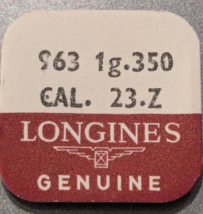 963 1g.350
CAL. 23.Z
LONGINES
GENUINE